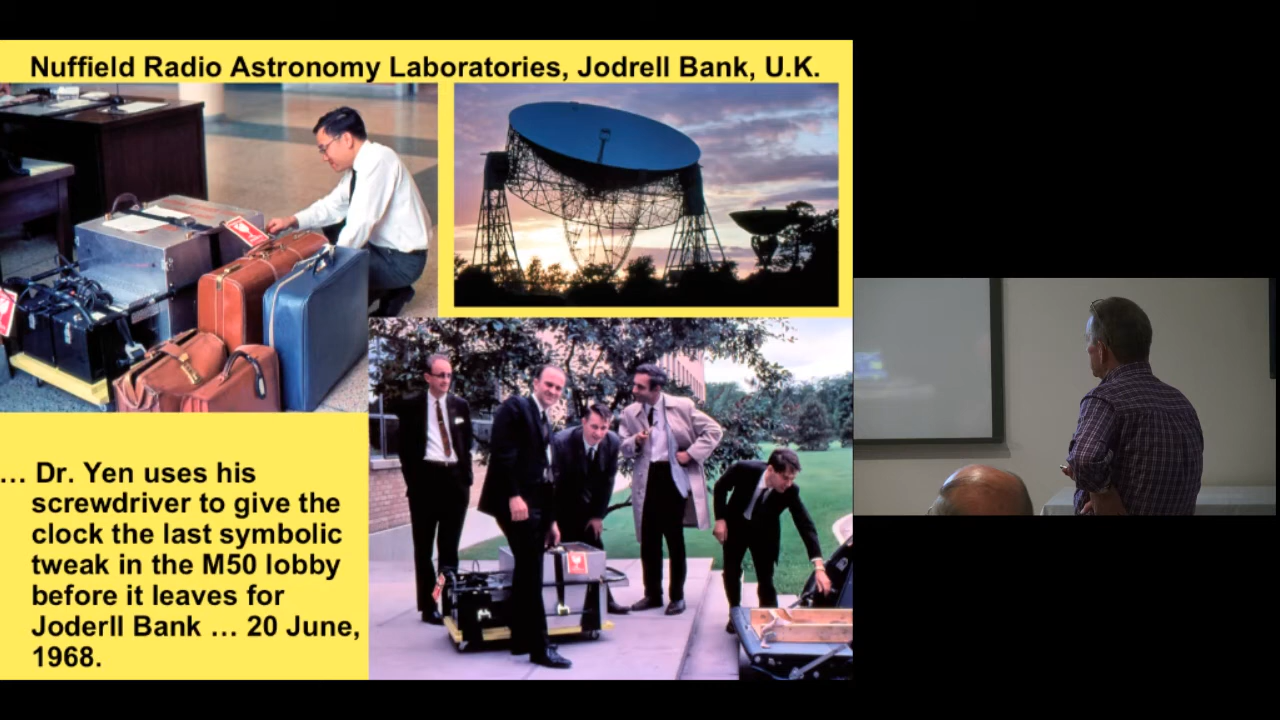 Nuffield Radio Astronomy Laboratories, Jodrell Bank, U.K.
... Dr. Yen uses his
screwdriver to give the
clock the last symbolic
tweak in the M50 lobby
before it leaves for
Joderll Bank ... 20 June,
1968.